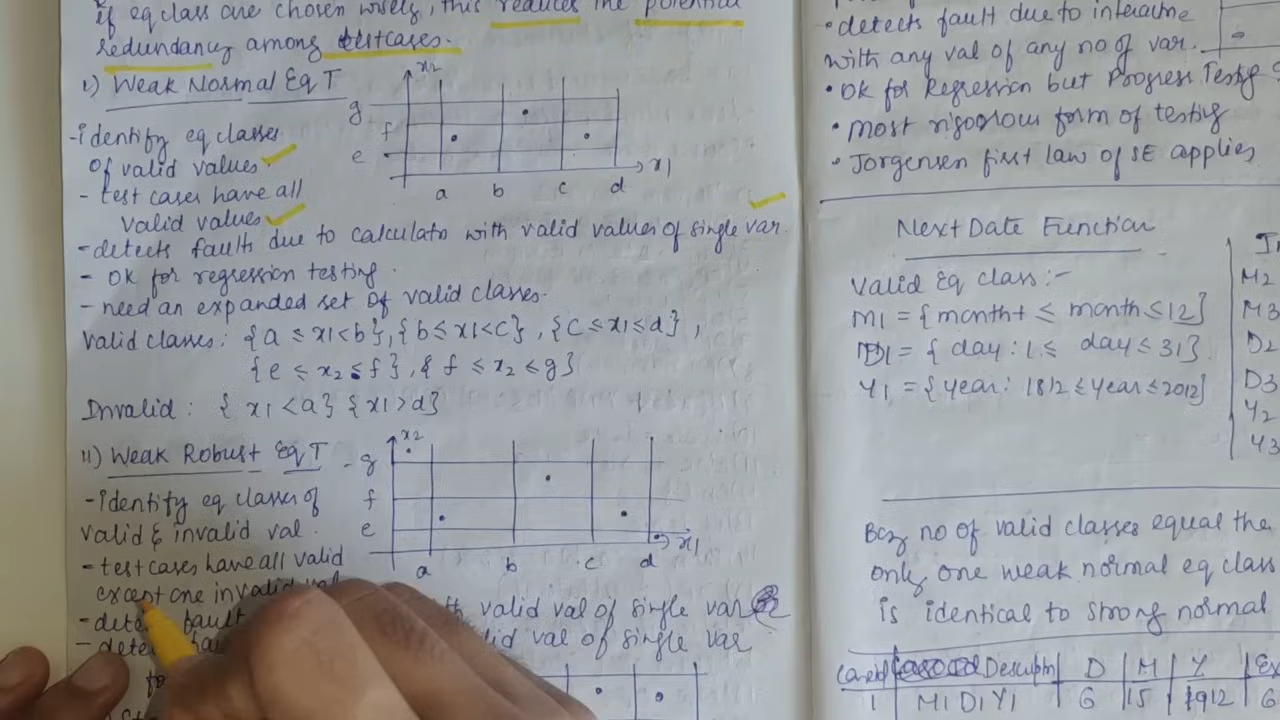 if eq class are chosen wisely, this reduces the potential
redundancy among testcases.
i) Weak Normal Eq T
- identify eq classes
of valid values
- test cases have all
valid values
- detects faults due to calculatn with valid values of single var.
- OK for regression testing.
- need an expanded set of valid classes.
Valid classes: {a ≤ x1 < b}, {b ≤ x1 < c}, {c ≤ x1 ≤ d},
{e ≤ x2 ≤ f}, { f ≤ x2 ≤ g}
Invalid: { x1 < a} {x1 > d}
x2
g
f
e
x1
a b c d
ii) Weak Robust Eq T
- identify eq classes of
valid & invalid val.
- test cases have all valid
except one invalid
- fault
valid val of single var
val of single var
x2
g
f
e
x1
a b c d
• detects fault due to interactne
with any val of any no of var.
• OK for Regression but Progress Testg
• most rigorous form of testing
• Jorgensen first law of SE applies
Next Date Function
Valid Eq class:-
M1 = {month+ ≤ month ≤ 12}
D1 = { day: 1 ≤ day ≤ 31}
Y1 = {year: 1812 ≤ year ≤ 2012}
M2
M3
D2
D3
Y2
Y3
Bcz no of valid classes equal the
only one weak normal eq class
is identical to strong normal
Caseid Descriptn D M Y
1 M1 D1 Y1 6 15 1912 6